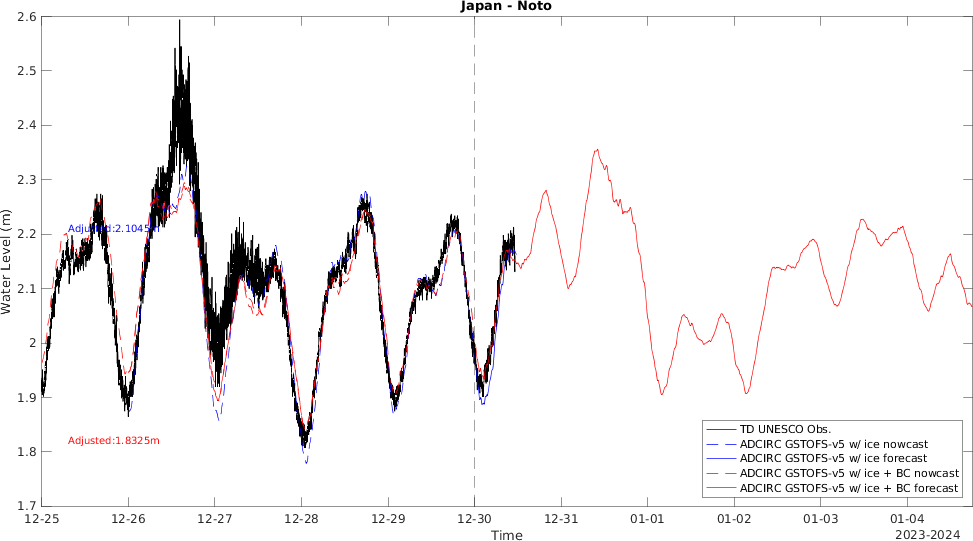 Japan - Noto
2.6
2.5
2.4
2.3
2.2
2.1
2
1.9
1.8
1.7
Water Level (m)
Adjusted:2.1045m
Adjusted:1.8325m
TD UNESCO Obs.
ADCIRC GSTOFS-v5 w/ ice nowcast
ADCIRC GSTOFS-v5 w/ ice forecast
ADCIRC GSTOFS-v5 w/ ice + BC nowcast
ADCIRC GSTOFS-v5 w/ ice + BC forecast
12-25 12-26 12-27 12-28 12-29 12-30 12-31 01-01 01-02 01-03 01-04
Time
2023-2024